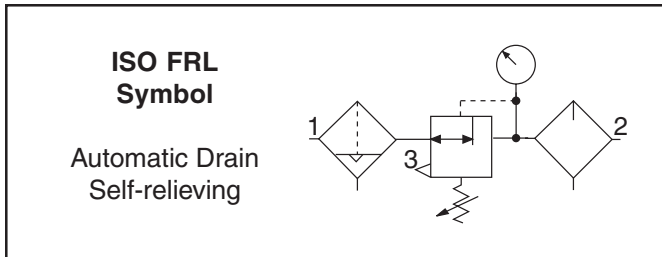 ISO FRL
Symbol
Automatic Drain
Self-relieving
1
3
2